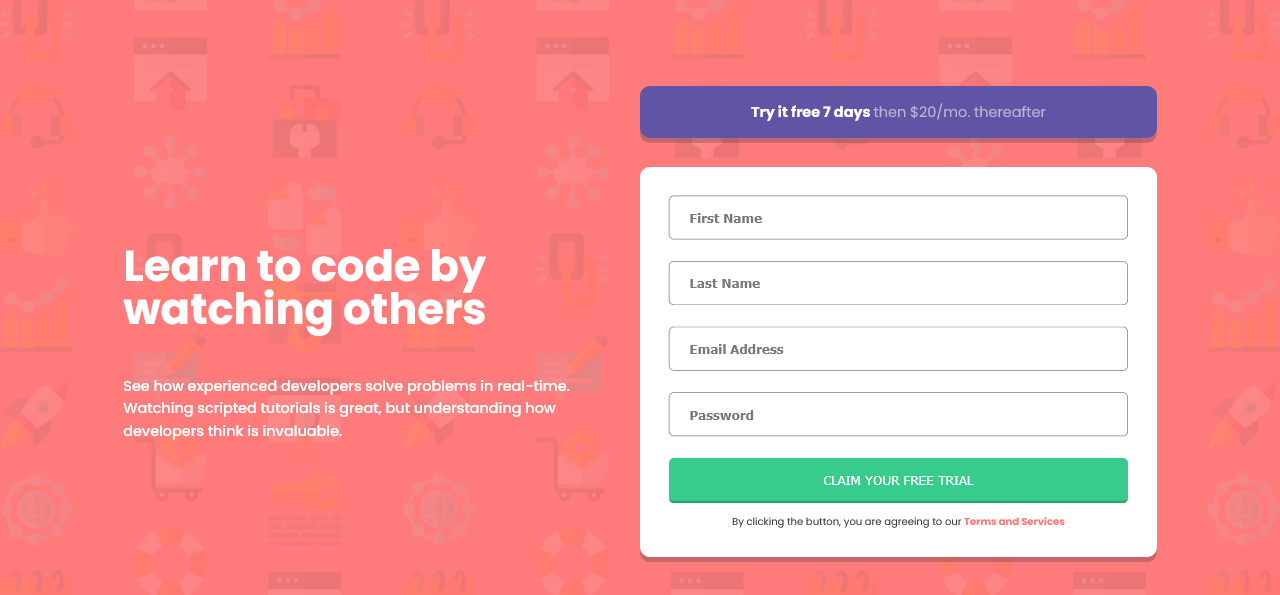 Learn to code by
watching others
See how experienced developers solve problems in real-time.
Watching scripted tutorials is great, but understanding how
developers think is invaluable.
Try it free 7 days then $20/mo. thereafter
First Name
Last Name
Email Address
Password
CLAIM YOUR FREE TRIAL
By clicking the button, you are agreeing to our Terms and Services